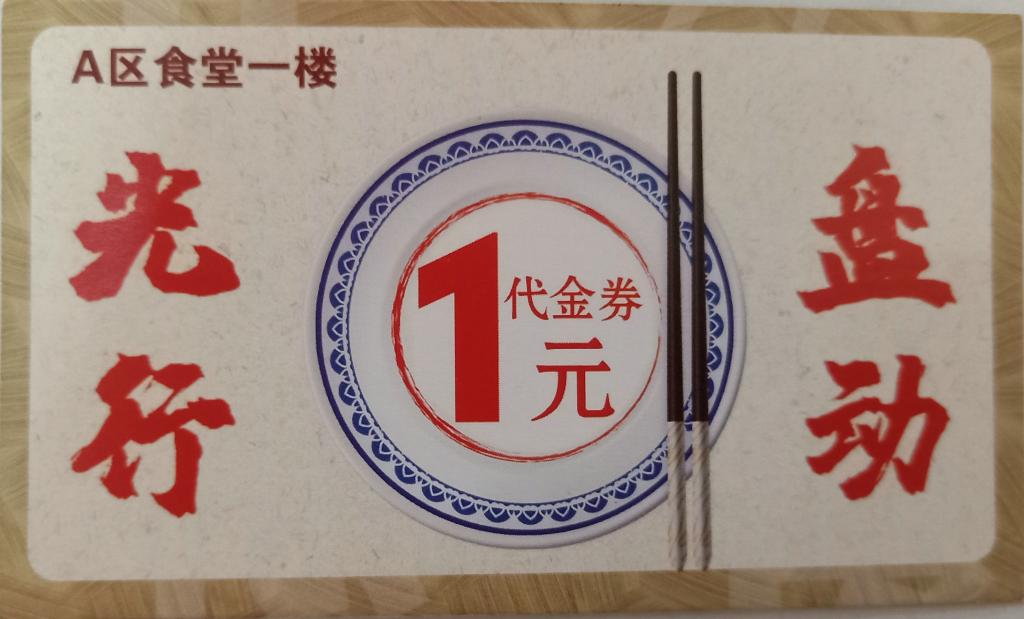 A区食堂一楼
光盘
行动
1元
代金券